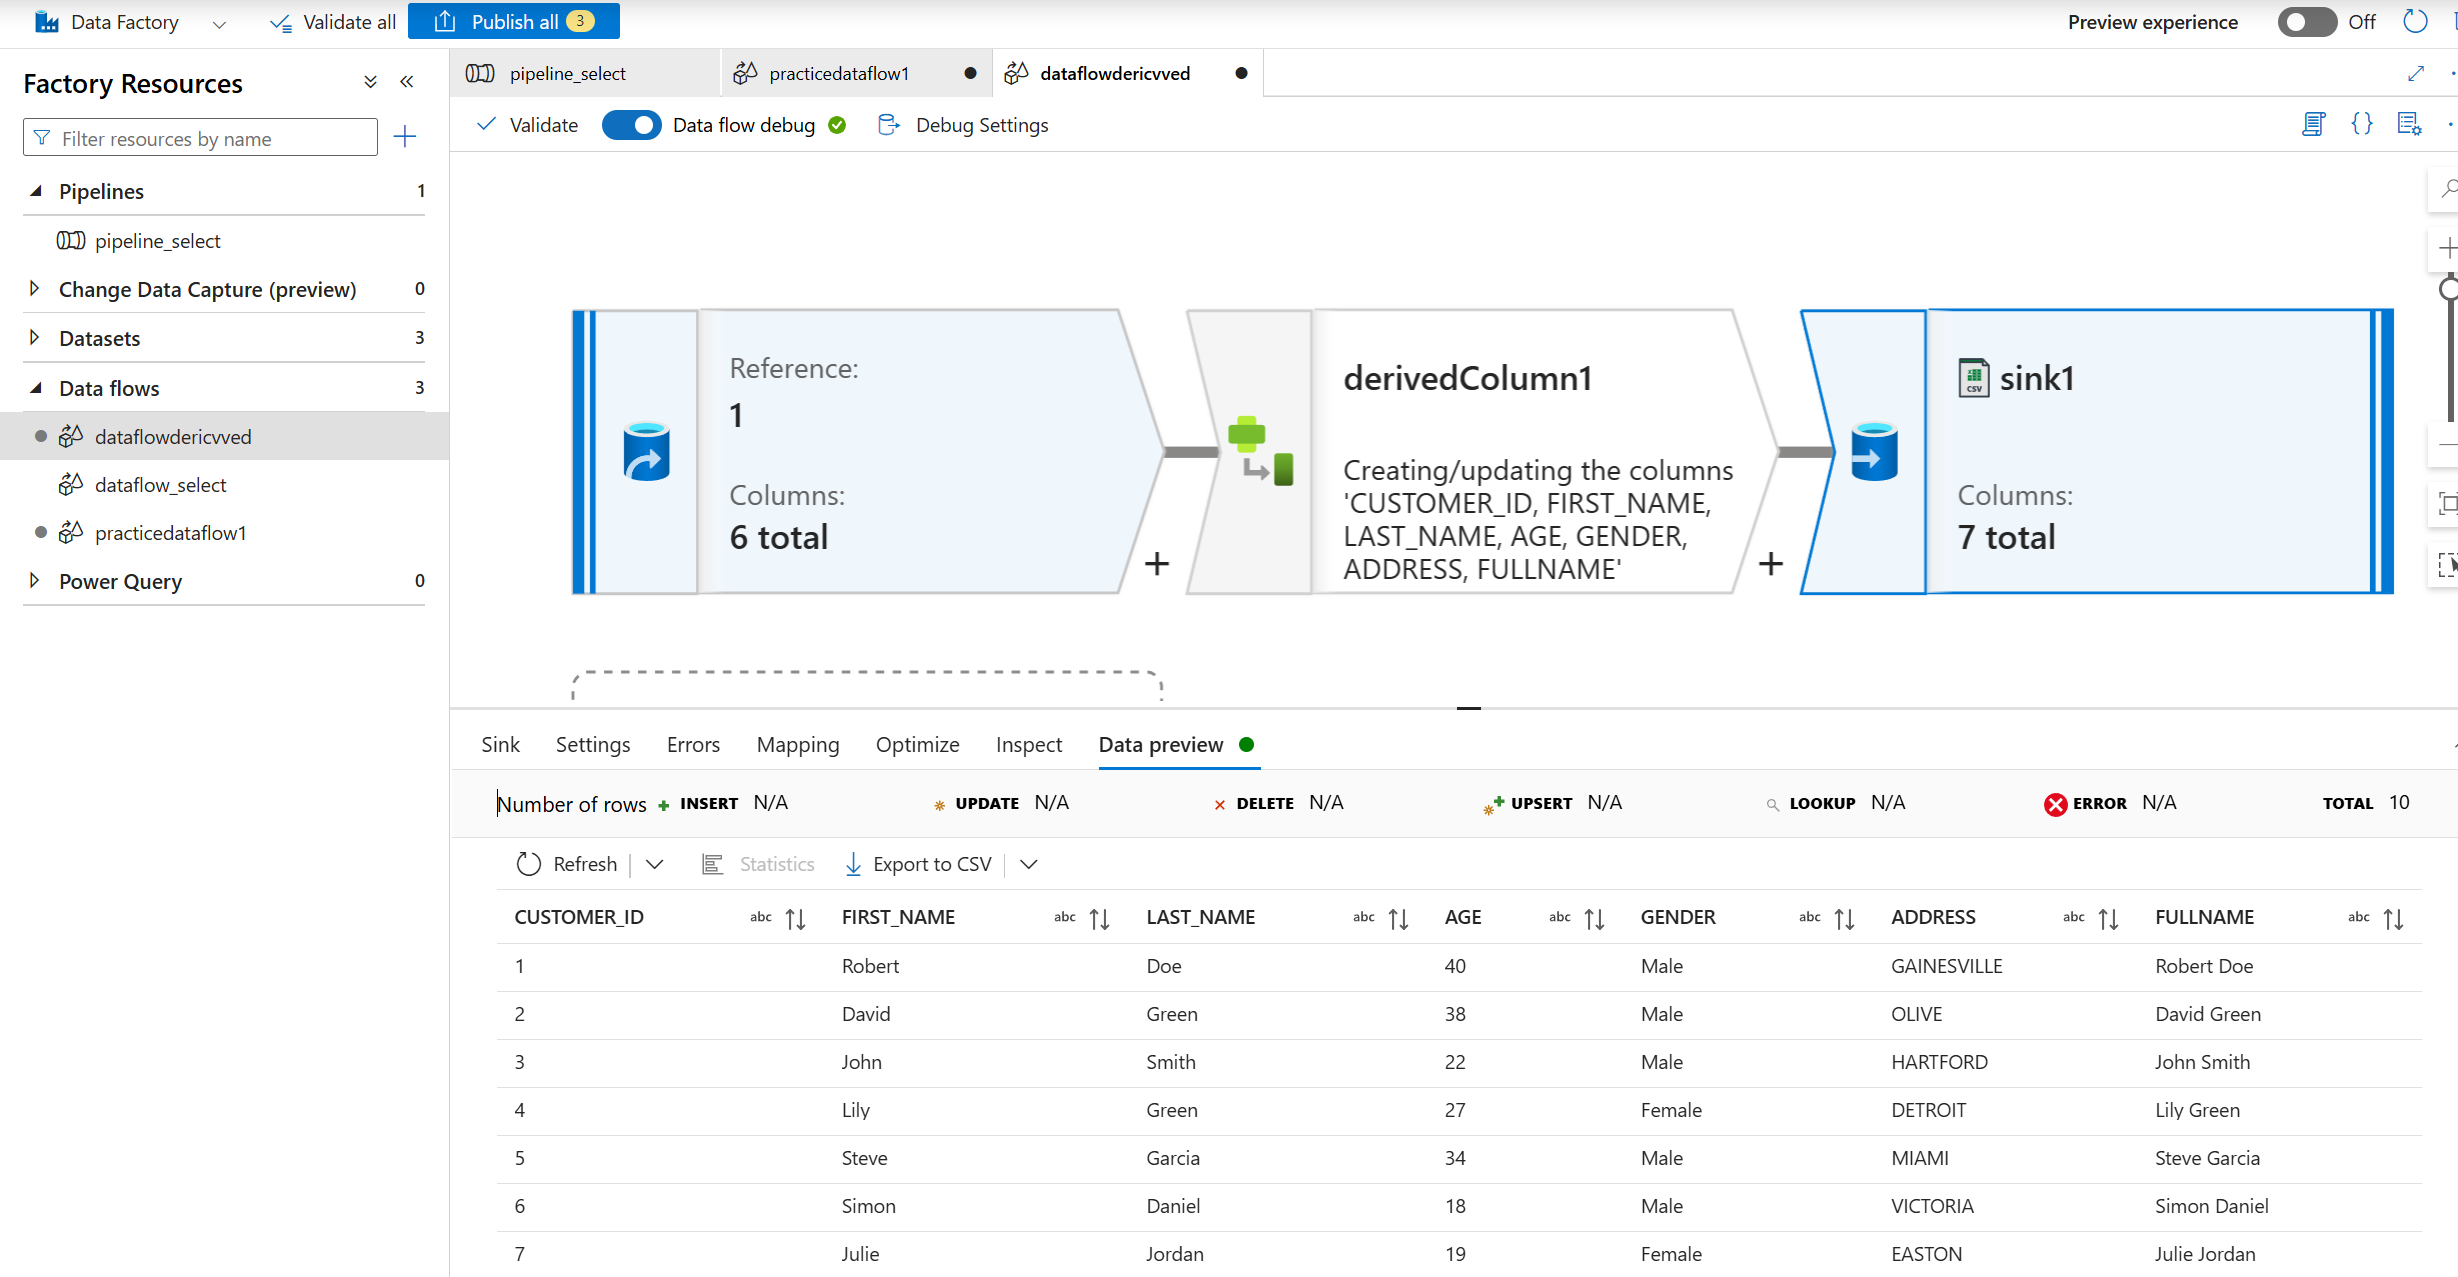 Data Factory
Validate all
Publish all 3
Preview experience
Off
Factory Resources
Filter resources by name
Pipelines 1
pipeline_select
Change Data Capture (preview) 0
Datasets 3
Data flows 3
dataflowdericvved
dataflow_select
practicedataflow1
Power Query 0
pipeline_select
practicedataflow1
dataflowdericvved
Validate
Data flow debug
Debug Settings
Reference:
1
Columns:
6 total
derivedColumn1
Creating/updating the columns
'CUSTOMER_ID, FIRST_NAME,
LAST_NAME, AGE, GENDER,
ADDRESS, FULLNAME'
CSV
sink1
Columns:
7 total
Sink Settings Errors Mapping Optimize Inspect Data preview
Number of rows INSERT N/A UPDATE N/A DELETE N/A UPSERT N/A LOOKUP N/A ERROR N/A TOTAL 10
Refresh Statistics Export to CSV
CUSTOMER_ID abc FIRST_NAME abc LAST_NAME abc AGE abc GENDER abc ADDRESS abc FULLNAME abc
1 Robert Doe 40 Male GAINESVILLE Robert Doe
2 David Green 38 Male OLIVE David Green
3 John Smith 22 Male HARTFORD John Smith
4 Lily Green 27 Female DETROIT Lily Green
5 Steve Garcia 34 Male MIAMI Steve Garcia
6 Simon Daniel 18 Male VICTORIA Simon Daniel
7 Julie Jordan 19 Female EASTON Julie Jordan